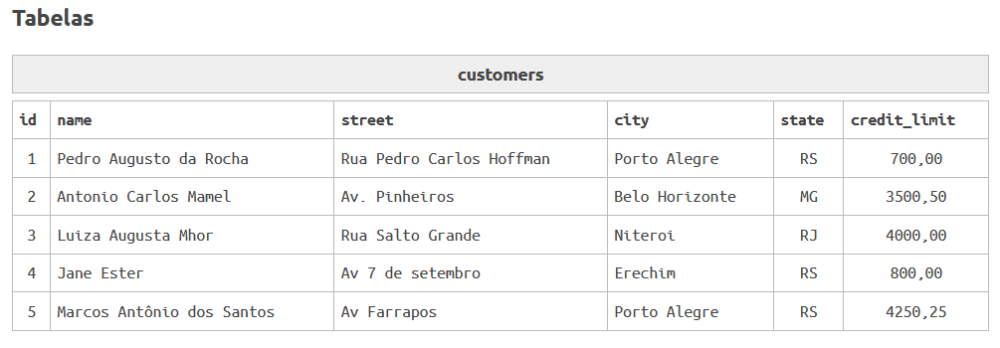 Tabelas
customers
id name street city state credit_limit
1 Pedro Augusto da Rocha Rua Pedro Carlos Hoffman Porto Alegre RS 700,00
2 Antonio Carlos Mamel Av. Pinheiros Belo Horizonte MG 3500,50
3 Luiza Augusta Mhor Rua Salto Grande Niteroi RJ 4000,00
4 Jane Ester Av 7 de setembro Erechim RS 800,00
5 Marcos Antônio dos Santos Av Farrapos Porto Alegre RS 4250,25